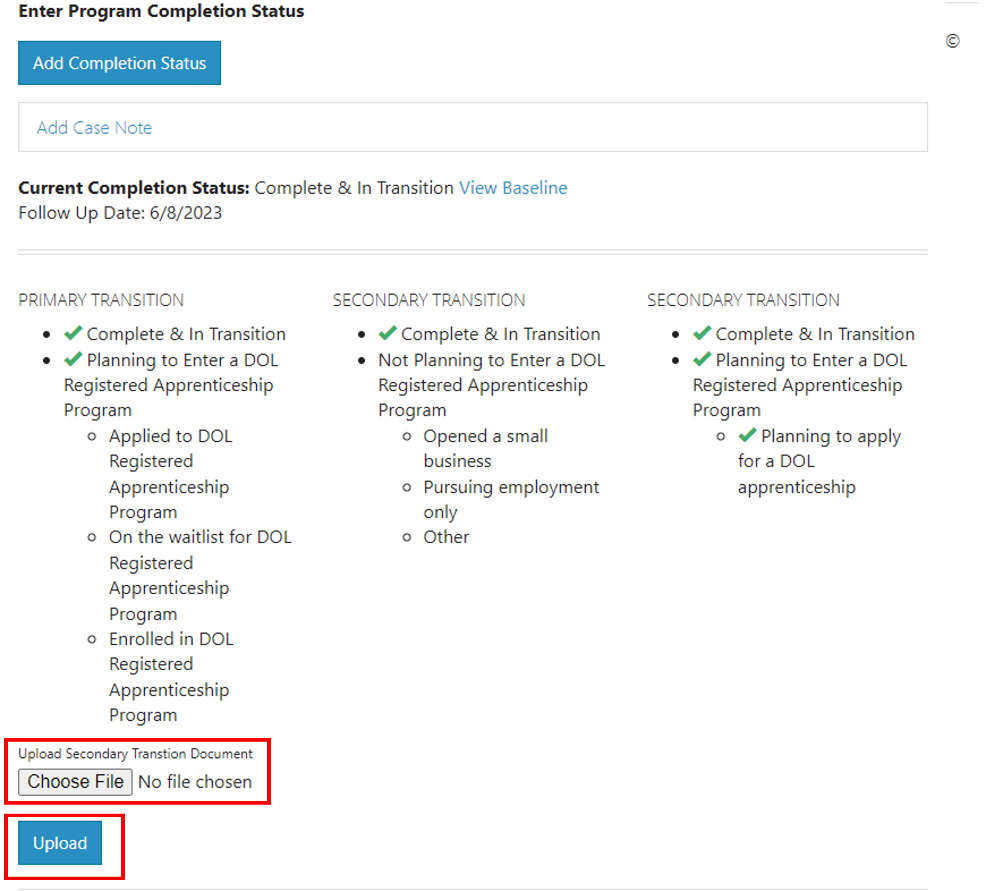 Enter Program Completion Status
©
Add Completion Status
Add Case Note
Current Completion Status: Complete & In Transition View Baseline
Follow Up Date: 6/8/2023
PRIMARY TRANSITION
Complete & In Transition
Planning to Enter a DOL
Registered Apprenticeship
Program
Applied to DOL
Registered
Apprenticeship
Program
On the waitlist for DOL
Registered
Apprenticeship
Program
Enrolled in DOL
Registered
Apprenticeship
Program
SECONDARY TRANSITION
Complete & In Transition
Not Planning to Enter a DOL
Registered Apprenticeship
Program
Opened a small
business
Pursuing employment
only
Other
SECONDARY TRANSITION
Complete & In Transition
Planning to Enter a DOL
Registered Apprenticeship
Program
Planning to apply
for a DOL
apprenticeship
Upload Secondary Transtion Document
Choose File No file chosen
Upload